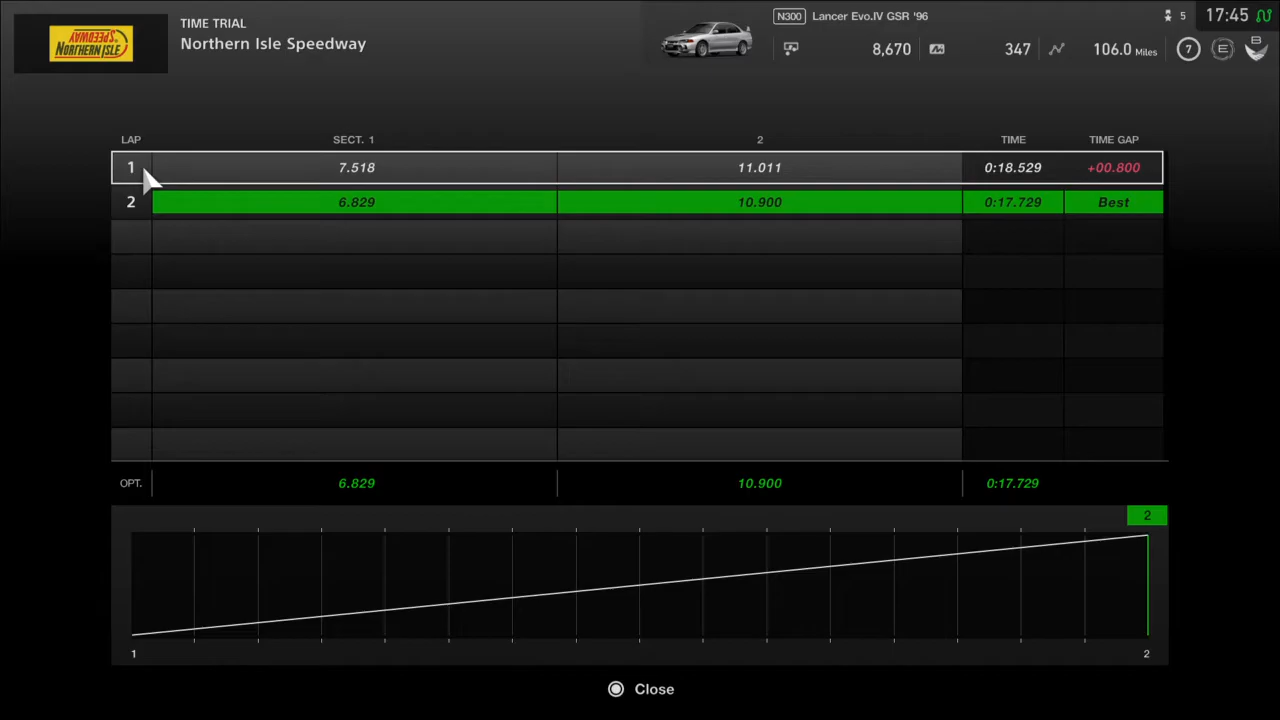 NORTHERN ISLE
SPEEDWAY
TIME TRIAL
Northern Isle Speedway
N300 Lancer Evo.IV GSR '96
8,670 347 106.0 Miles
5 17:45
7 E B
LAP SECT. 1 2 TIME TIME GAP
1 7.518 11.011 0:18.529 +00.800
2 6.829 10.900 0:17.729 Best
OPT. 6.829 10.900 0:17.729
2
1 2
Close